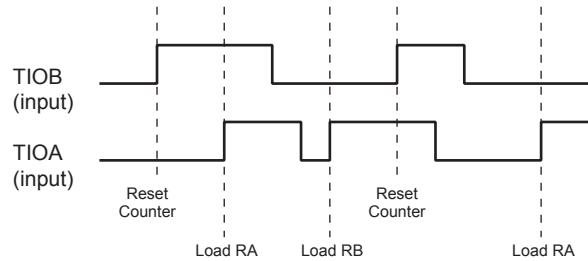 TIOB
(input)
TIOA
(input)
Reset
Counter
Reset
Counter
Load RA
Load RB
Load RA